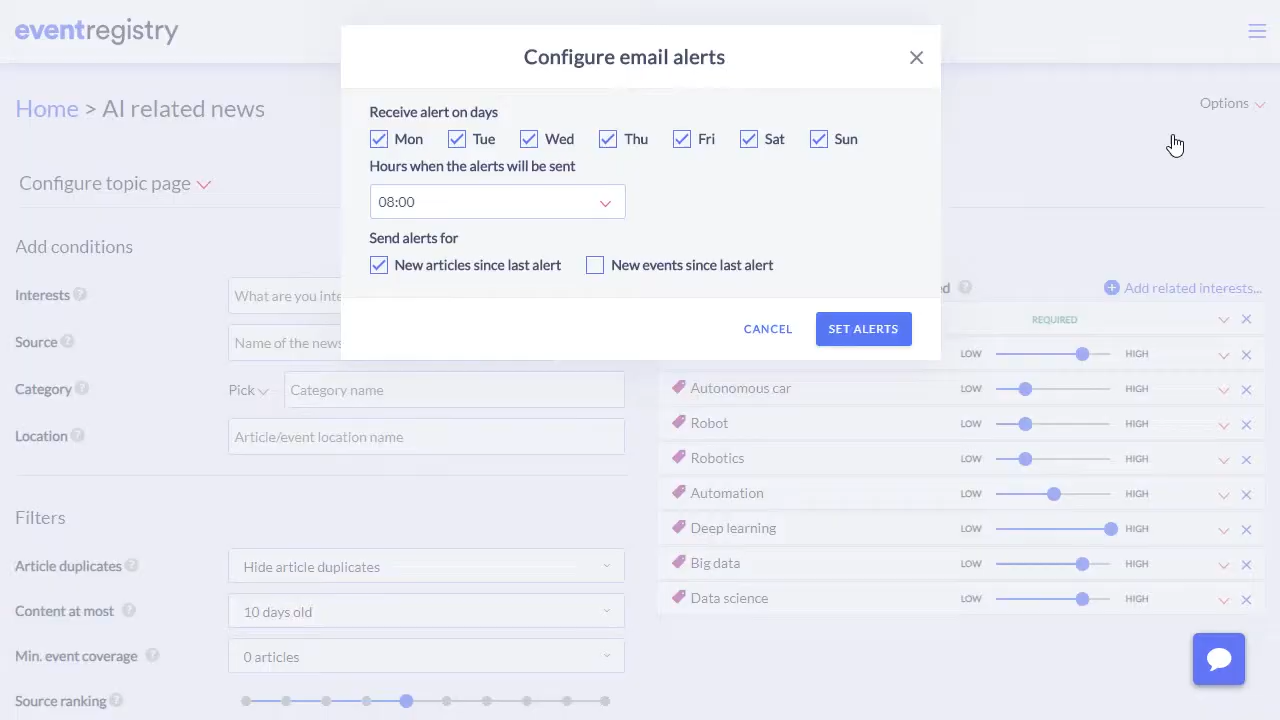 eventregistry
Configure email alerts
Home > AI related news
Options
Receive alert on days
Mon Tue Wed Thu Fri Sat Sun
Hours when the alerts will be sent
08:00
Configure topic page
Send alerts for
New articles since last alert New events since last alert
Add conditions
Interests ? What are you inte
ed ? Add related interests...
CANCEL SET ALERTS
REQUIRED
Source ? Name of the news
LOW HIGH
Category ? Pick Category name
Autonomous car LOW HIGH
Robot LOW HIGH
Location ? Article/event location name
Robotics LOW HIGH
Automation LOW HIGH
Filters
Deep learning LOW HIGH
Article duplicates ? Hide article duplicates
Big data LOW HIGH
Data science LOW HIGH
Content at most ? 10 days old
Min. event coverage ? 0 articles
Source ranking ?